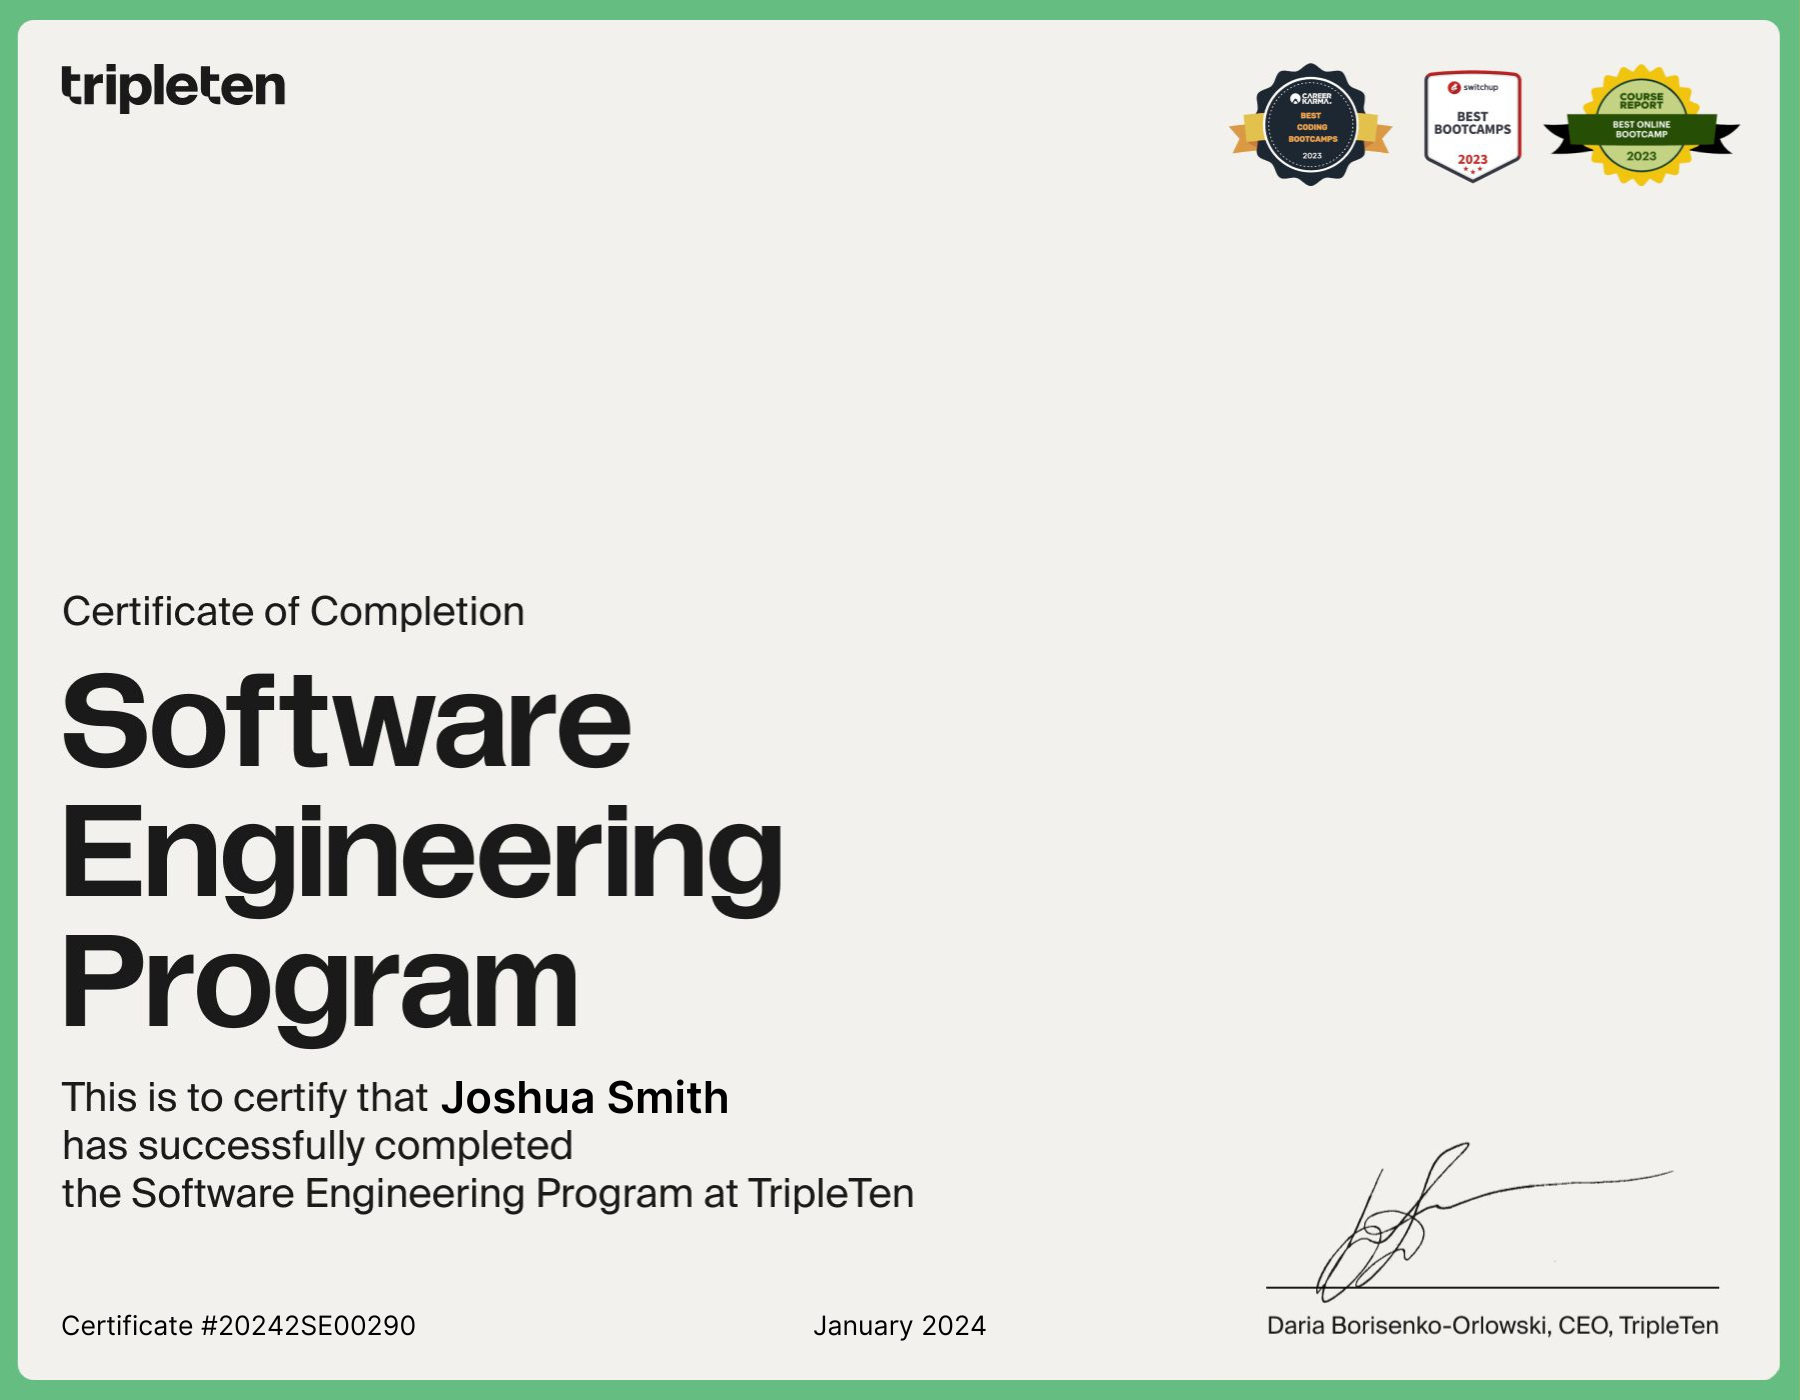 tripleten
CAREER
KARMA
BEST
CODING
BOOTCAMPS
2023
switchup
BEST
BOOTCAMPS
2023
COURSE
REPORT
BEST ONLINE
BOOTCAMP
2023
Certificate of Completion
Software
Engineering
Program
This is to certify that Joshua Smith
has successfully completed
the Software Engineering Program at TripleTen
Certificate #20242SE00290
January 2024
Daria Borisenko-Orlowski, CEO, TripleTen